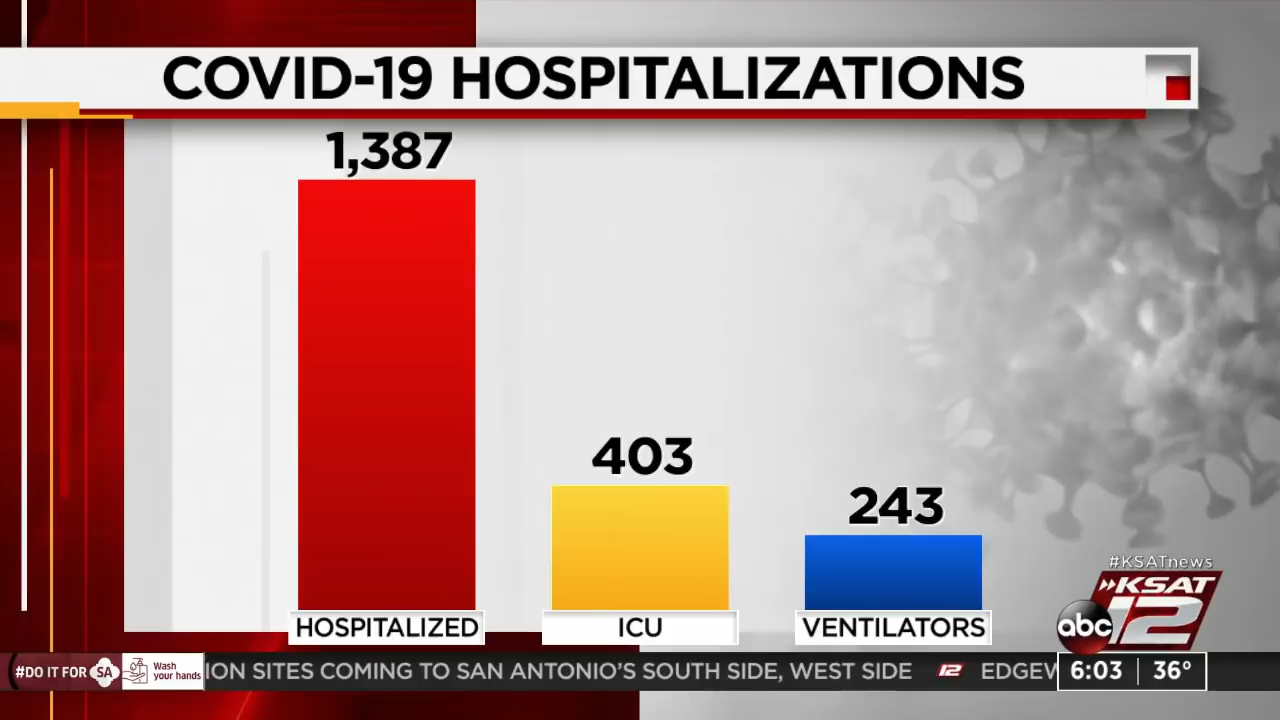 COVID-19 HOSPITALIZATIONS
1,387
403
243
HOSPITALIZED
ICU
VENTILATORS
#KSATnews
KSAT
abc
12
#DO IT FOR SA
Wash
your hands
ION SITES COMING TO SAN ANTONIO'S SOUTH SIDE, WEST SIDE 12 EDGEV
6:03
36°